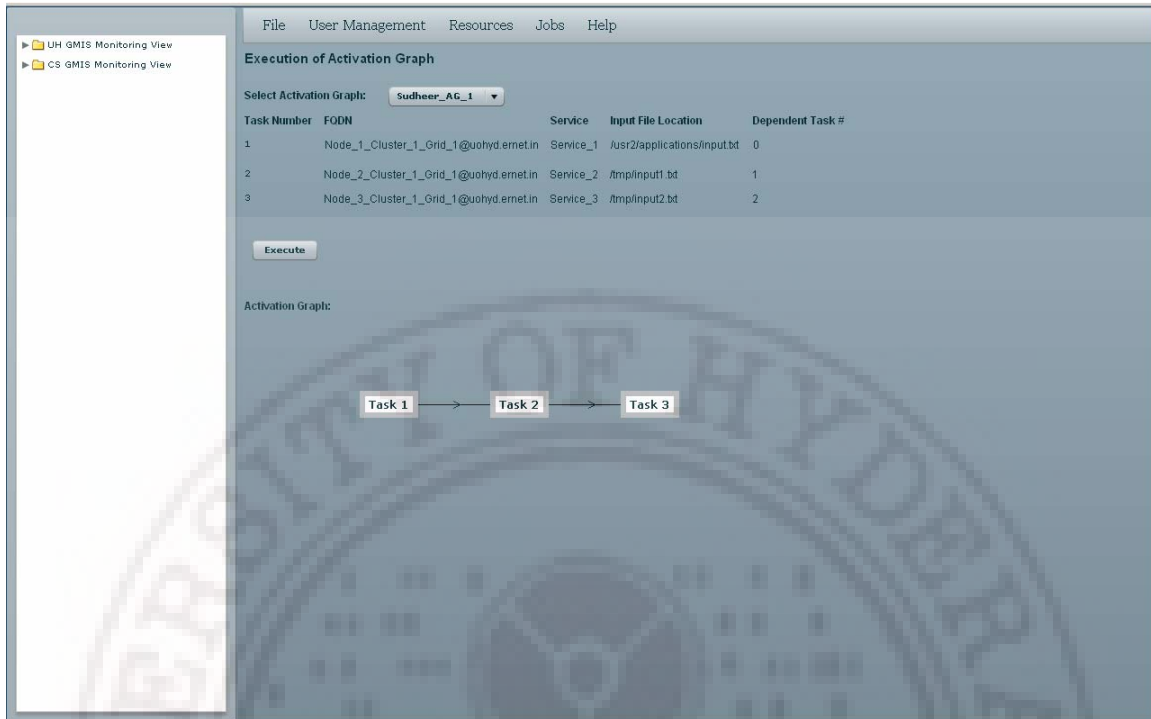 File User Management Resources Jobs Help
UH GMIS Monitoring View
CS GMIS Monitoring View
Execution of Activation Graph
Select Activation Graph: Sudheer_AG_1
Task Number FQDN Service Input File Location Dependent Task #
1 Node_1_Cluster_1_Grid_1@uohyd.ernet.in Service_1 /usr2/applications/input.txt 0
2 Node_2_Cluster_1_Grid_1@uohyd.ernet.in Service_2 /tmp/input1.txt 1
3 Node_3_Cluster_1_Grid_1@uohyd.ernet.in Service_3 /tmp/input2.txt 2
Execute
Activation Graph:
Task 1 Task 2 Task 3
ERSITY OF HYDERA